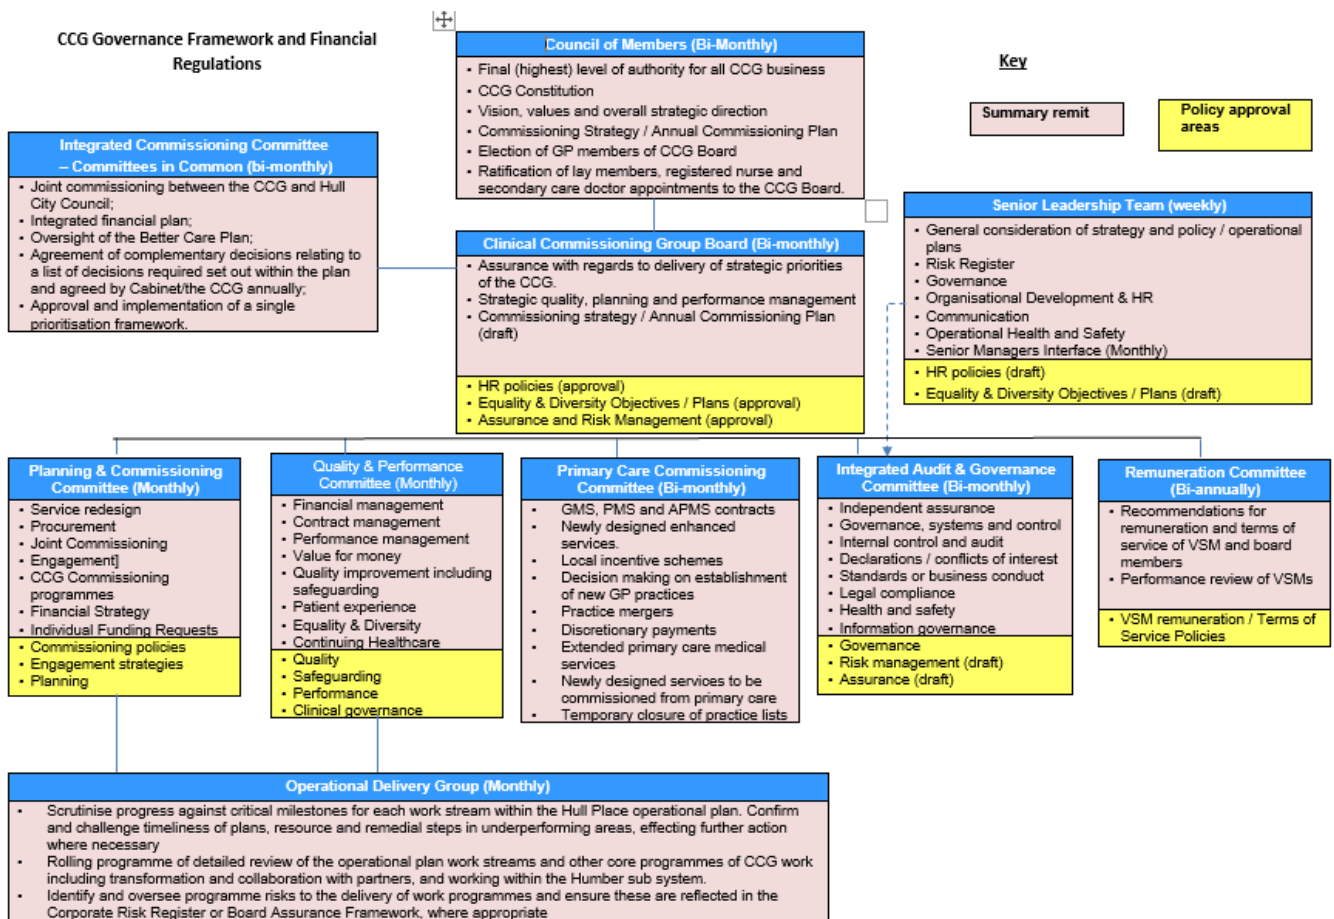 CCG Governance Framework and Financial
Regulations
Council of Members (Bi-Monthly)
• Final (highest) level of authority for all CCG business
• CCG Constitution
• Vision, values and overall strategic direction
• Commissioning Strategy / Annual Commissioning Plan
• Election of GP members of CCG Board
• Ratification of lay members, registered nurse and
secondary care doctor appointments to the CCG Board.
Key
Summary remit
Policy approval
areas
Integrated Commissioning Committee
– Committees in Common (bi-monthly)
• Joint commissioning between the CCG and Hull
City Council;
• Integrated financial plan;
• Oversight of the Better Care Plan;
• Agreement of complementary decisions relating to
a list of decisions required set out within the plan
and agreed by Cabinet/the CCG annually;
• Approval and implementation of a single
prioritisation framework.
Clinical Commissioning Group Board (Bi-monthly)
• Assurance with regards to delivery of strategic priorities
of the CCG.
• Strategic quality, planning and performance management
• Commissioning strategy / Annual Commissioning Plan
(draft)
• HR policies (approval)
• Equality & Diversity Objectives / Plans (approval)
• Assurance and Risk Management (approval)
Senior Leadership Team (weekly)
• General consideration of strategy and policy / operational
plans
• Risk Register
• Governance
• Organisational Development & HR
• Communication
• Operational Health and Safety
• Senior Managers Interface (Monthly)
• HR policies (draft)
• Equality & Diversity Objectives / Plans (draft)
Planning & Commissioning
Committee (Monthly)
• Service redesign
• Procurement
• Joint Commissioning
• Engagement]
• CCG Commissioning
programmes
• Financial Strategy
• Individual Funding Requests
• Commissioning policies
• Engagement strategies
• Planning
Quality & Performance
Committee (Monthly)
• Financial management
• Contract management
• Performance management
• Value for money
• Quality improvement including
safeguarding
• Patient experience
• Equality & Diversity
• Continuing Healthcare
• Quality
• Safeguarding
• Performance
• Clinical governance
Primary Care Commissioning
Committee (Bi-monthly)
• GMS, PMS and APMS contracts
• Newly designed enhanced
services.
• Local incentive schemes
• Decision making on establishment
of new GP practices
• Practice mergers
• Discretionary payments
• Extended primary care medical
services
• Newly designed services to be
commissioned from primary care
• Temporary closure of practice lists
Integrated Audit & Governance
Committee (Bi-monthly)
• Independent assurance
• Governance, systems and control
• Internal control and audit
• Declarations / conflicts of interest
• Standards or business conduct
• Legal compliance
• Health and safety
• Information governance
• Governance
• Risk management (draft)
• Assurance (draft)
Remuneration Committee
(Bi-annually)
• Recommendations for
remuneration and terms of
service of VSM and board
members
• Performance review of VSMs
• VSM remuneration / Terms of
Service Policies
Operational Delivery Group (Monthly)
• Scrutinise progress against critical milestones for each work stream within the Hull Place operational plan. Confirm
and challenge timeliness of plans, resource and remedial steps in underperforming areas, effecting further action
where necessary
• Rolling programme of detailed review of the operational plan work streams and other core programmes of CCG work
including transformation and collaboration with partners, and working within the Humber sub system.
• Identify and oversee programme risks to the delivery of work programmes and ensure these are reflected in the
Corporate Risk Register or Board Assurance Framework, where appropriate